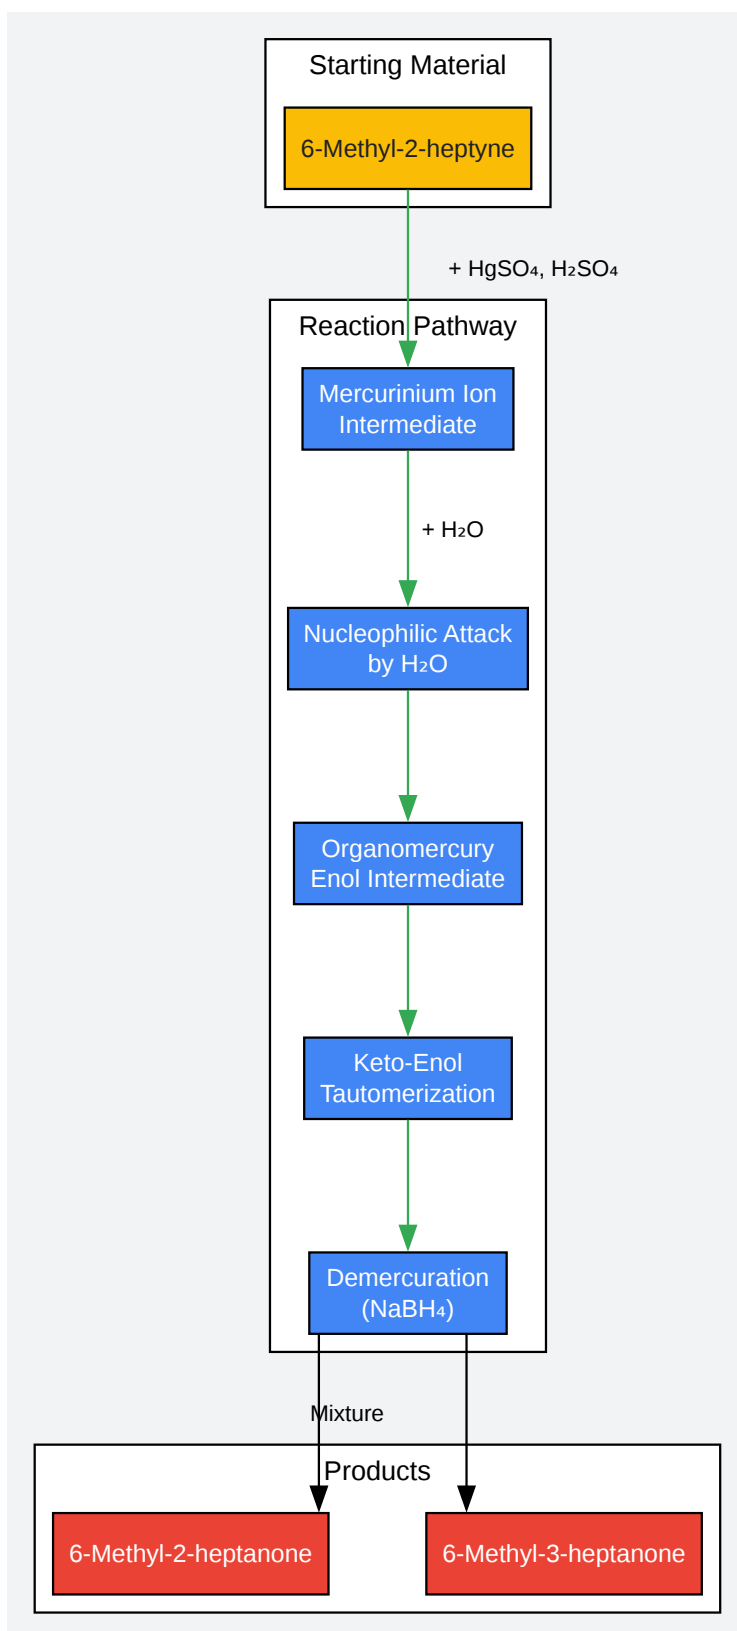 Starting Material
6-Methyl-2-heptyne
+ HgSO₄, H₂SO₄
Reaction Pathway
Mercurinium Ion
Intermediate
+ H₂O
Nucleophilic Attack
by H₂O
Organomercury
Enol Intermediate
Keto-Enol
Tautomerization
Demercuration
(NaBH₄)
Mixture
Products
6-Methyl-2-heptanone
6-Methyl-3-heptanone